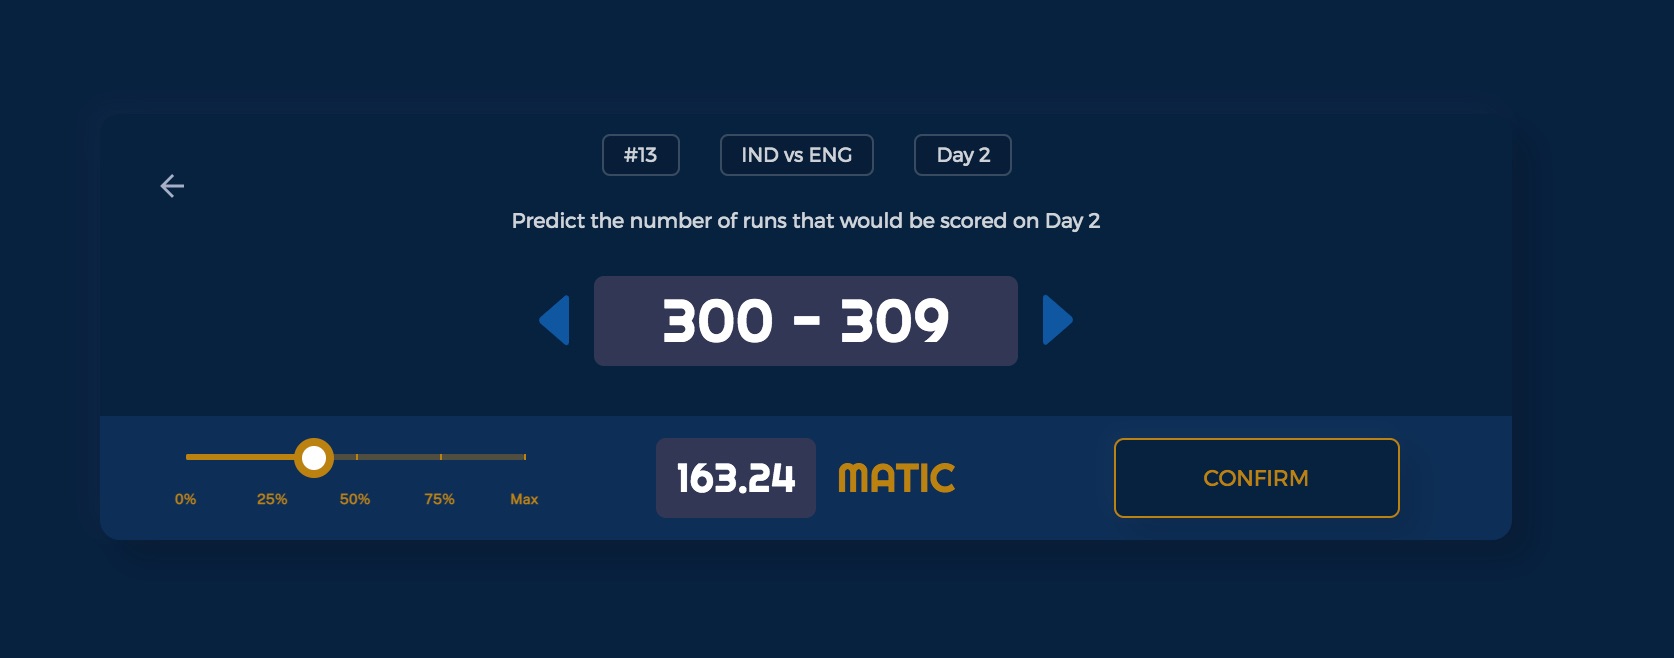 #13 IND vs ENG Day 2
Predict the number of runs that would be scored on Day 2
300 - 309
0% 25% 50% 75% Max
163.24 MATIC
CONFIRM